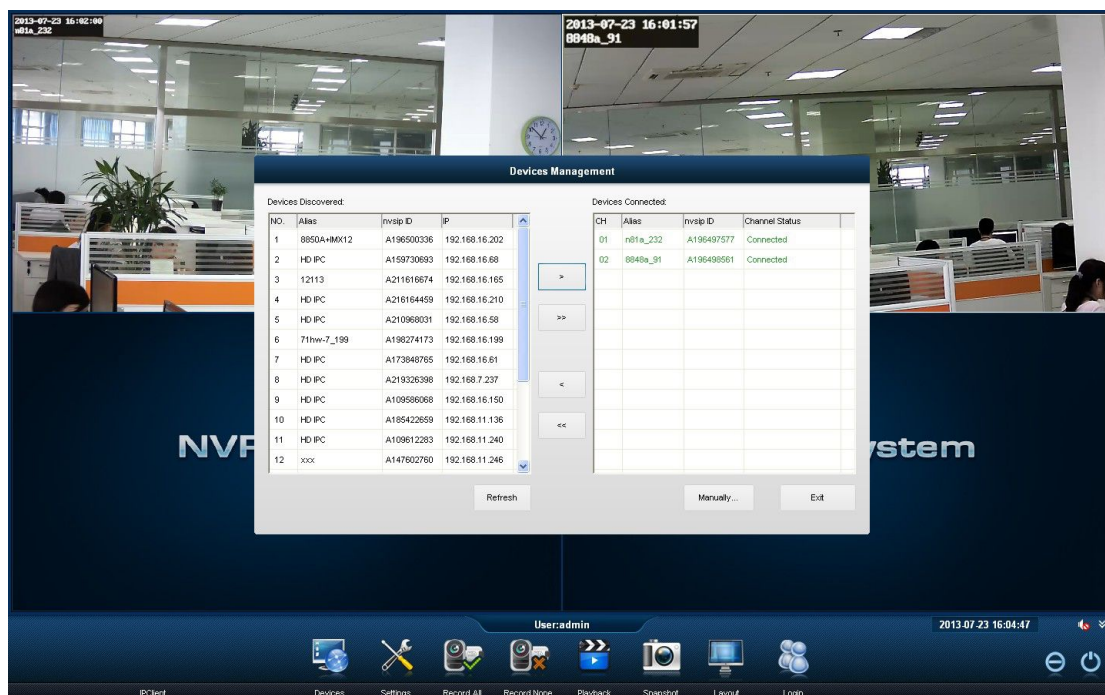 2013-07-23 16:02:00
n81a_232
2013-07-23 16:01:57
8848a_91
Devices Management
Devices Discovered:
NO. Alias nvsip ID IP
1 8850A+IMX12 A196500336 192.168.16.202
2 HD IPC A159730693 192.168.16.68
3 12113 A211616674 192.168.16.165
4 HD IPC A216164459 192.168.16.210
5 HD IPC A210968031 192.168.16.58
6 71hw-7_199 A198274173 192.168.16.199
7 HD IPC A173848765 192.168.16.61
8 HD IPC A219326398 192.168.7.237
9 HD IPC A109586068 192.168.16.150
10 HD IPC A185422659 192.168.11.136
11 HD IPC A109612283 192.168.11.240
12 xxx A147602760 192.168.11.246
Refresh
>
>>
<
<<
Devices Connected:
CH Alias nvsip ID Channel Status
01 n81a_232 A196497577 Connected
02 8848a_91 A196498561 Connected
Manually... Exit
User:admin
2013-07-23 16:04:47
IPClient Devices Settings Record All Record None Playback Snapshot Layout Login